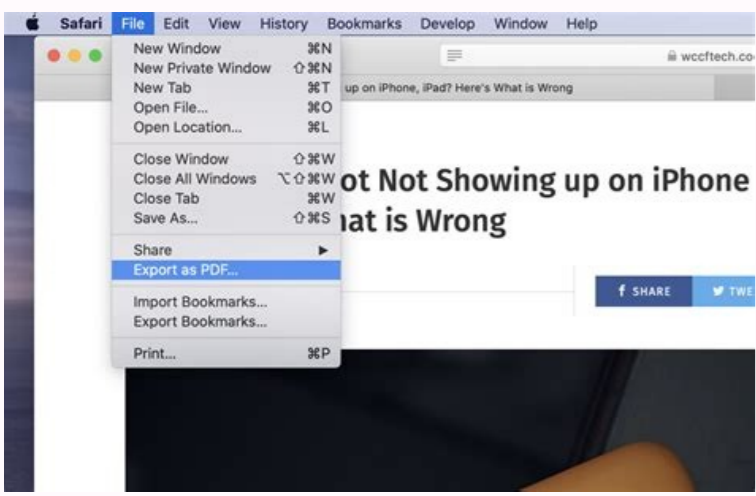 Safari File Edit View History Bookmarks Develop Window Help
New Window ⌘N
New Private Window ⇧⌘N
New Tab ⌘T
Open File... ⌘O
Open Location... ⌘L
Close Window ⇧⌘W
Close All Windows ⌥⇧⌘W
Close Tab ⌘W
Save As... ⇧⌘S
Share ▶
Export as PDF...
Import Bookmarks...
Export Bookmarks...
Print... ⌘P
wccftech.co
up on iPhone, iPad? Here's What is Wrong
ot Not Showing up on iPhone
hat is Wrong
f SHARE TWE